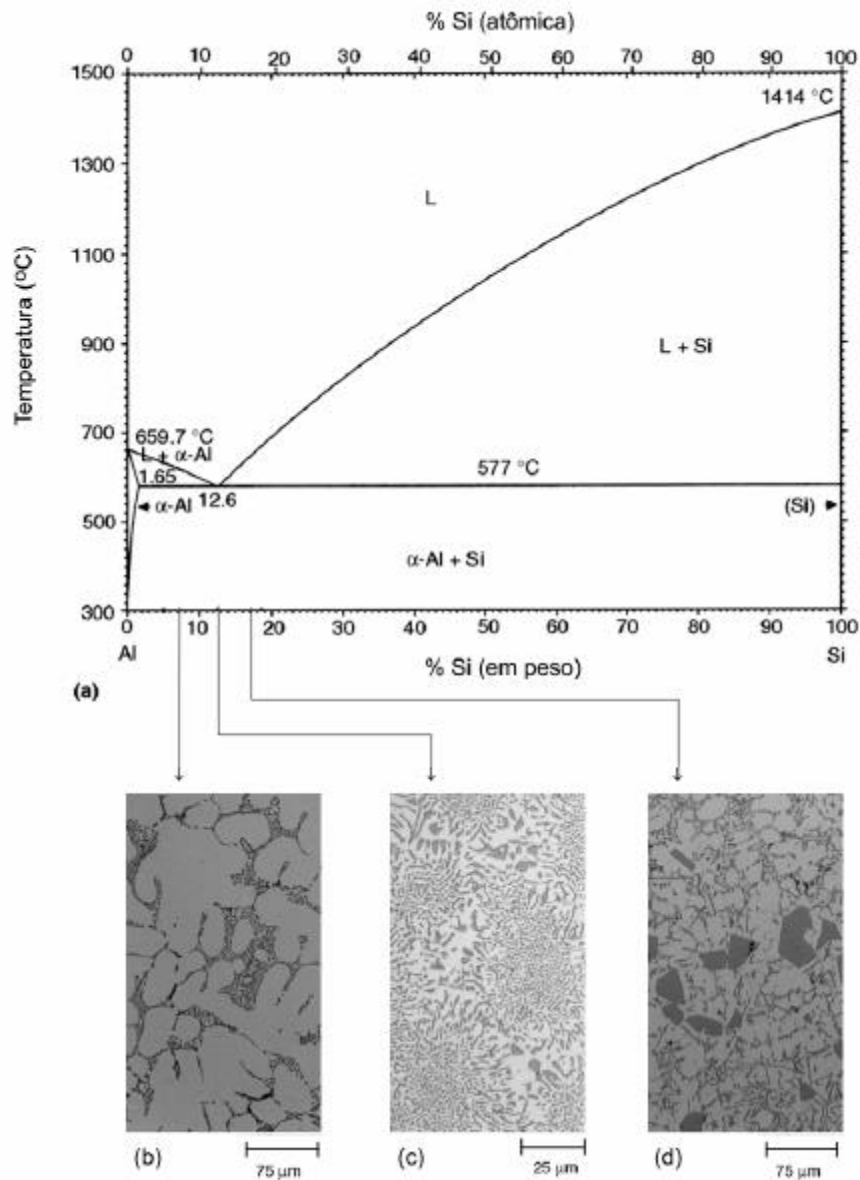 % Si (atômica)
0 10 20 30 40 50 60 70 80 90 100
1500
1414 °C
1300
L
1100
Temperatura (ºC)
900
L + Si
700
659.7 °C
L + α-Al
1.65
577 °C
12.6
α-Al
(Si)
500
α-Al + Si
300
0 10 20 30 40 50 60 70 80 90 100
Al
% Si (em peso)
Si
(a)
(b)
75 µm
(c)
25 µm
(d)
75 µm